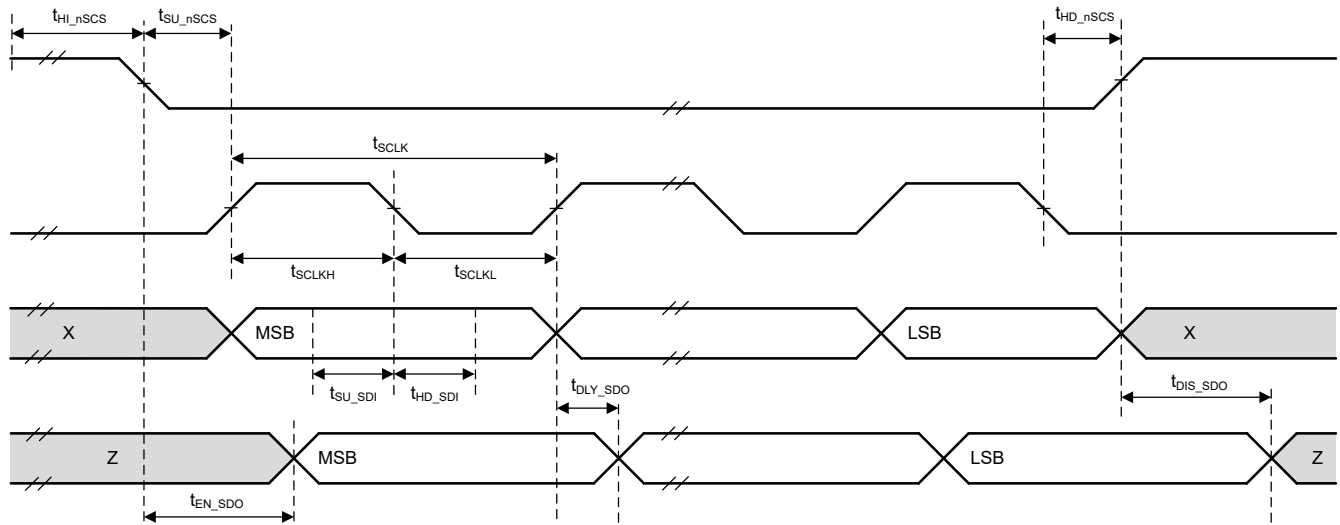 tHI_nSCS tSU_nSCS tHD_nSCS
tSCLK
tSCLKH tSCLKL
X MSB LSB X
tSU_SDI tHD_SDI tDLY_SDO tDIS_SDO
Z MSB LSB Z
tEN_SDO